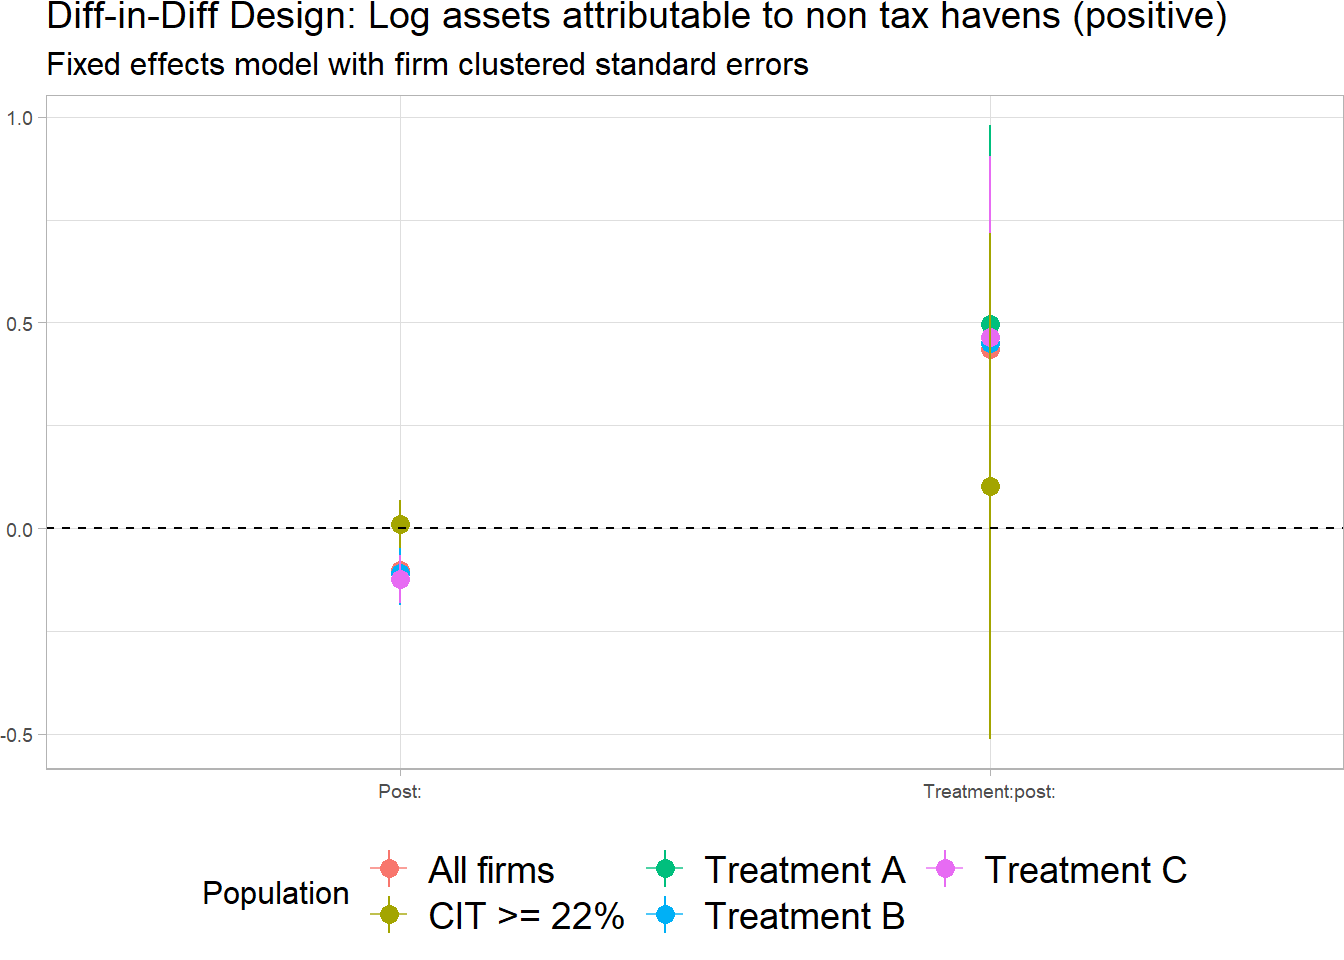 Diff-in-Diff Design: Log assets attributable to non tax havens (positive)
Fixed effects model with firm clustered standard errors
1.0
0.5
0.0
-0.5
Post:
Treatment:post:
Population
All firms
CIT >= 22%
Treatment A
Treatment B
Treatment C